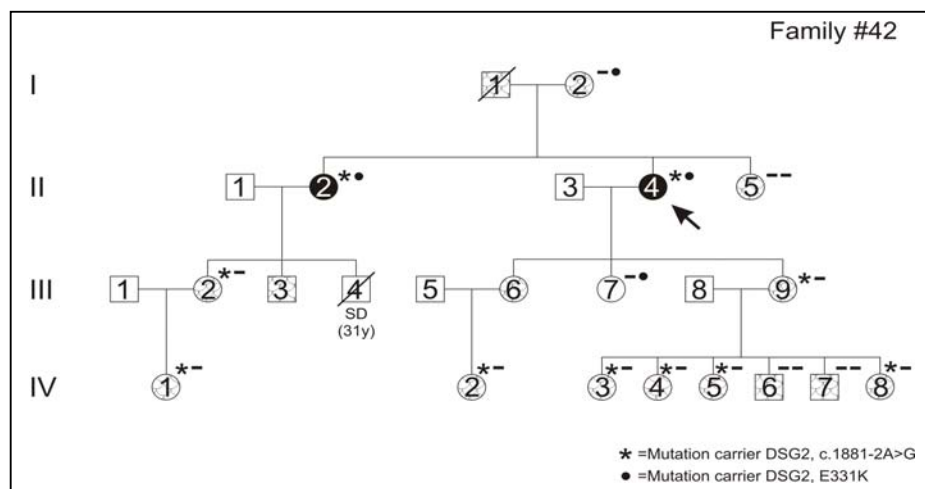 Family #42
I 1 2 -•
II 1 2 *• 3 4 *• 5 --
III 1 2 *- 3 4 5 6 7 -• 8 9 *-
SD
(31y)
IV 1 *- 2 *- 3 *- 4 *- 5 *- 6 -- 7 -- 8 *-
* =Mutation carrier DSG2, c.1881-2A>G
• =Mutation carrier DSG2, E331K